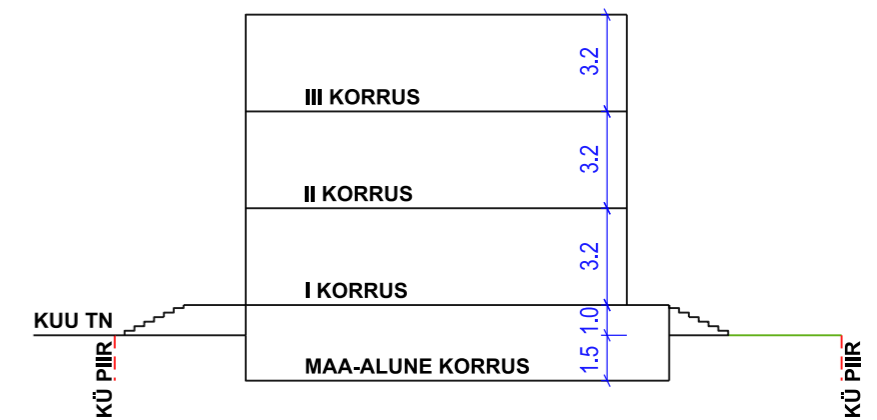 3.2
III KORRUS
3.2
II KORRUS
3.2
I KORRUS
KUU TN
1.0
MAA-ALUNE KORRUS
1.5
KÜ PIIR
KÜ PIIR